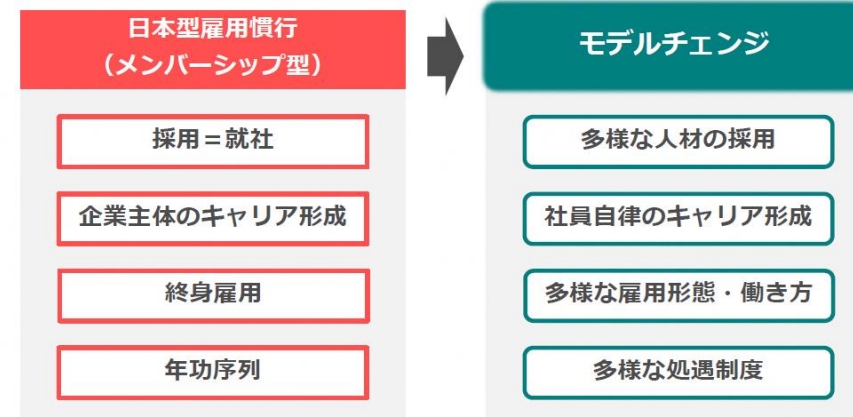 日本型雇用慣行
（メンバーシップ型）
採用＝就社
企業主体のキャリア形成
終身雇用
年功序列
モデルチェンジ
多様な人材の採用
社員自律のキャリア形成
多様な雇用形態・働き方
多様な処遇制度